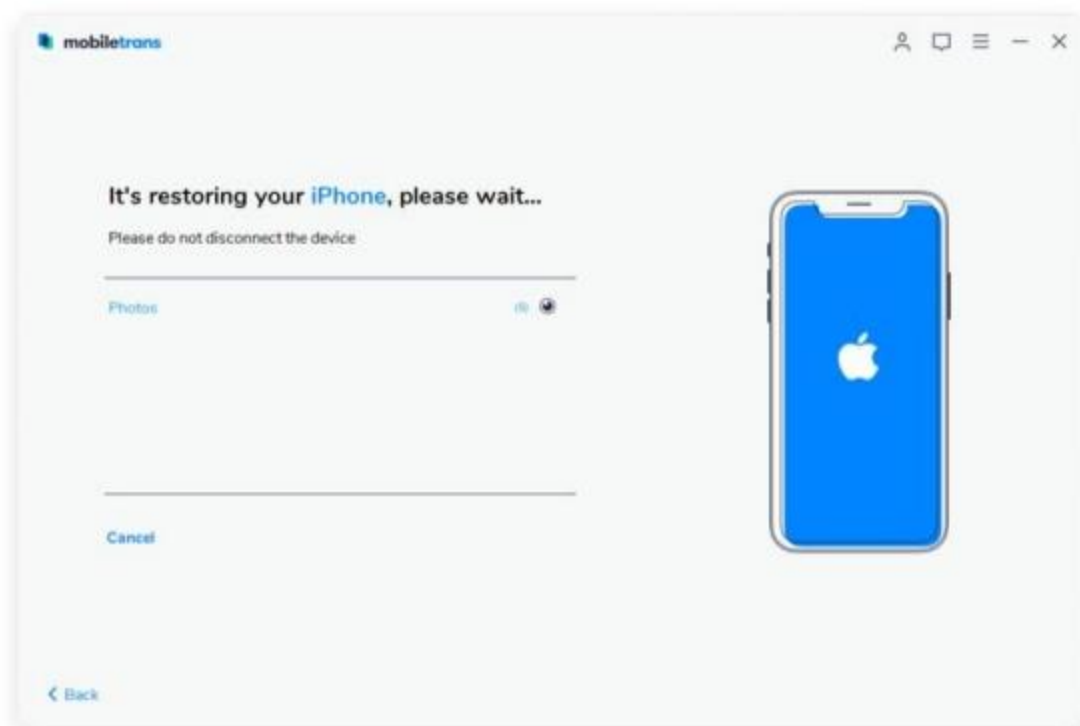 mobiletrans
It's restoring your iPhone, please wait...
Please do not disconnect the device
Photos
Cancel
Back